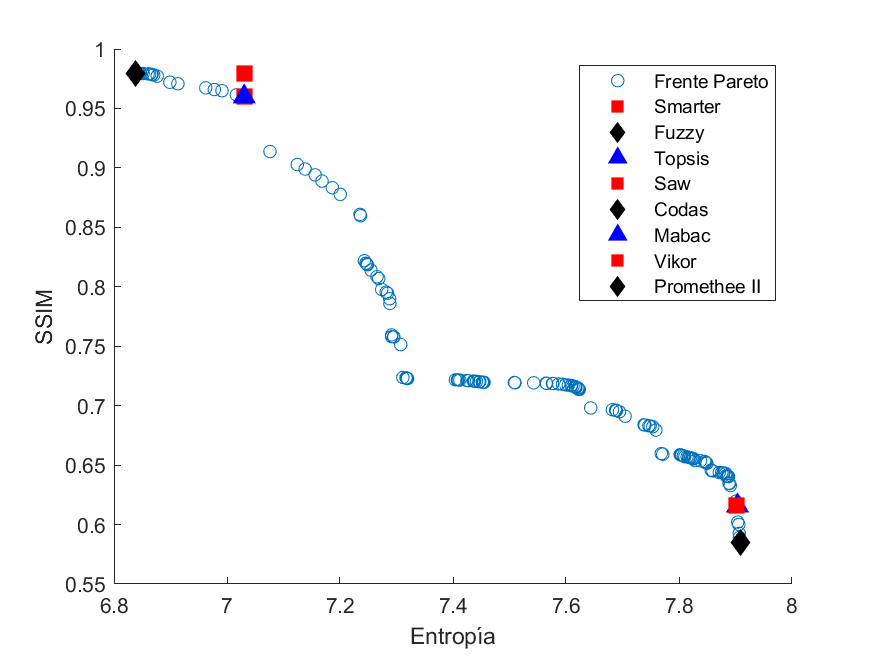 1
0.95
0.9
0.85
0.8
0.75
0.7
0.65
0.6
0.55
SSIM
6.8
7
7.2
7.4
7.6
7.8
8
Entropía
Frente Pareto
Smarter
Fuzzy
Topsis
Saw
Codas
Mabac
Vikor
Promethee II